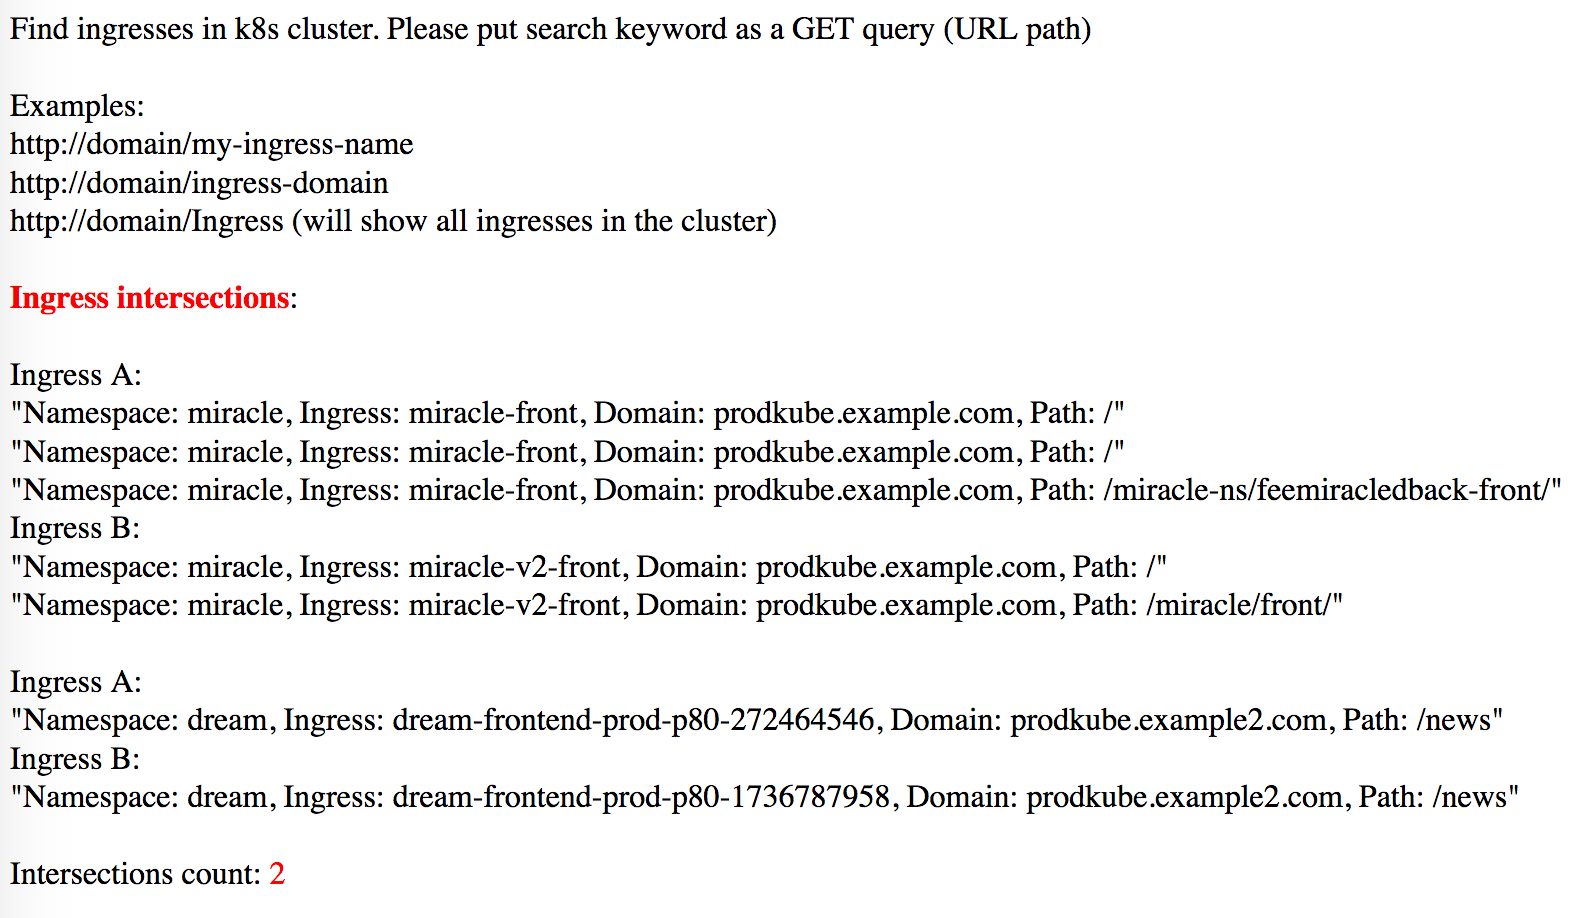 Find ingresses in k8s cluster. Please put search keyword as a GET query (URL path)
Examples:
http://domain/my-ingress-name
http://domain/ingress-domain
http://domain/Ingress (will show all ingresses in the cluster)
Ingress intersections:
Ingress A:
"Namespace: miracle, Ingress: miracle-front, Domain: prodkube.example.com, Path: /"
"Namespace: miracle, Ingress: miracle-front, Domain: prodkube.example.com, Path: /"
"Namespace: miracle, Ingress: miracle-front, Domain: prodkube.example.com, Path: /miracle-ns/feemiracledback-front/"
Ingress B:
"Namespace: miracle, Ingress: miracle-v2-front, Domain: prodkube.example.com, Path: /"
"Namespace: miracle, Ingress: miracle-v2-front, Domain: prodkube.example.com, Path: /miracle/front/"
Ingress A:
"Namespace: dream, Ingress: dream-frontend-prod-p80-272464546, Domain: prodkube.example2.com, Path: /news"
Ingress B:
"Namespace: dream, Ingress: dream-frontend-prod-p80-1736787958, Domain: prodkube.example2.com, Path: /news"
Intersections count: 2